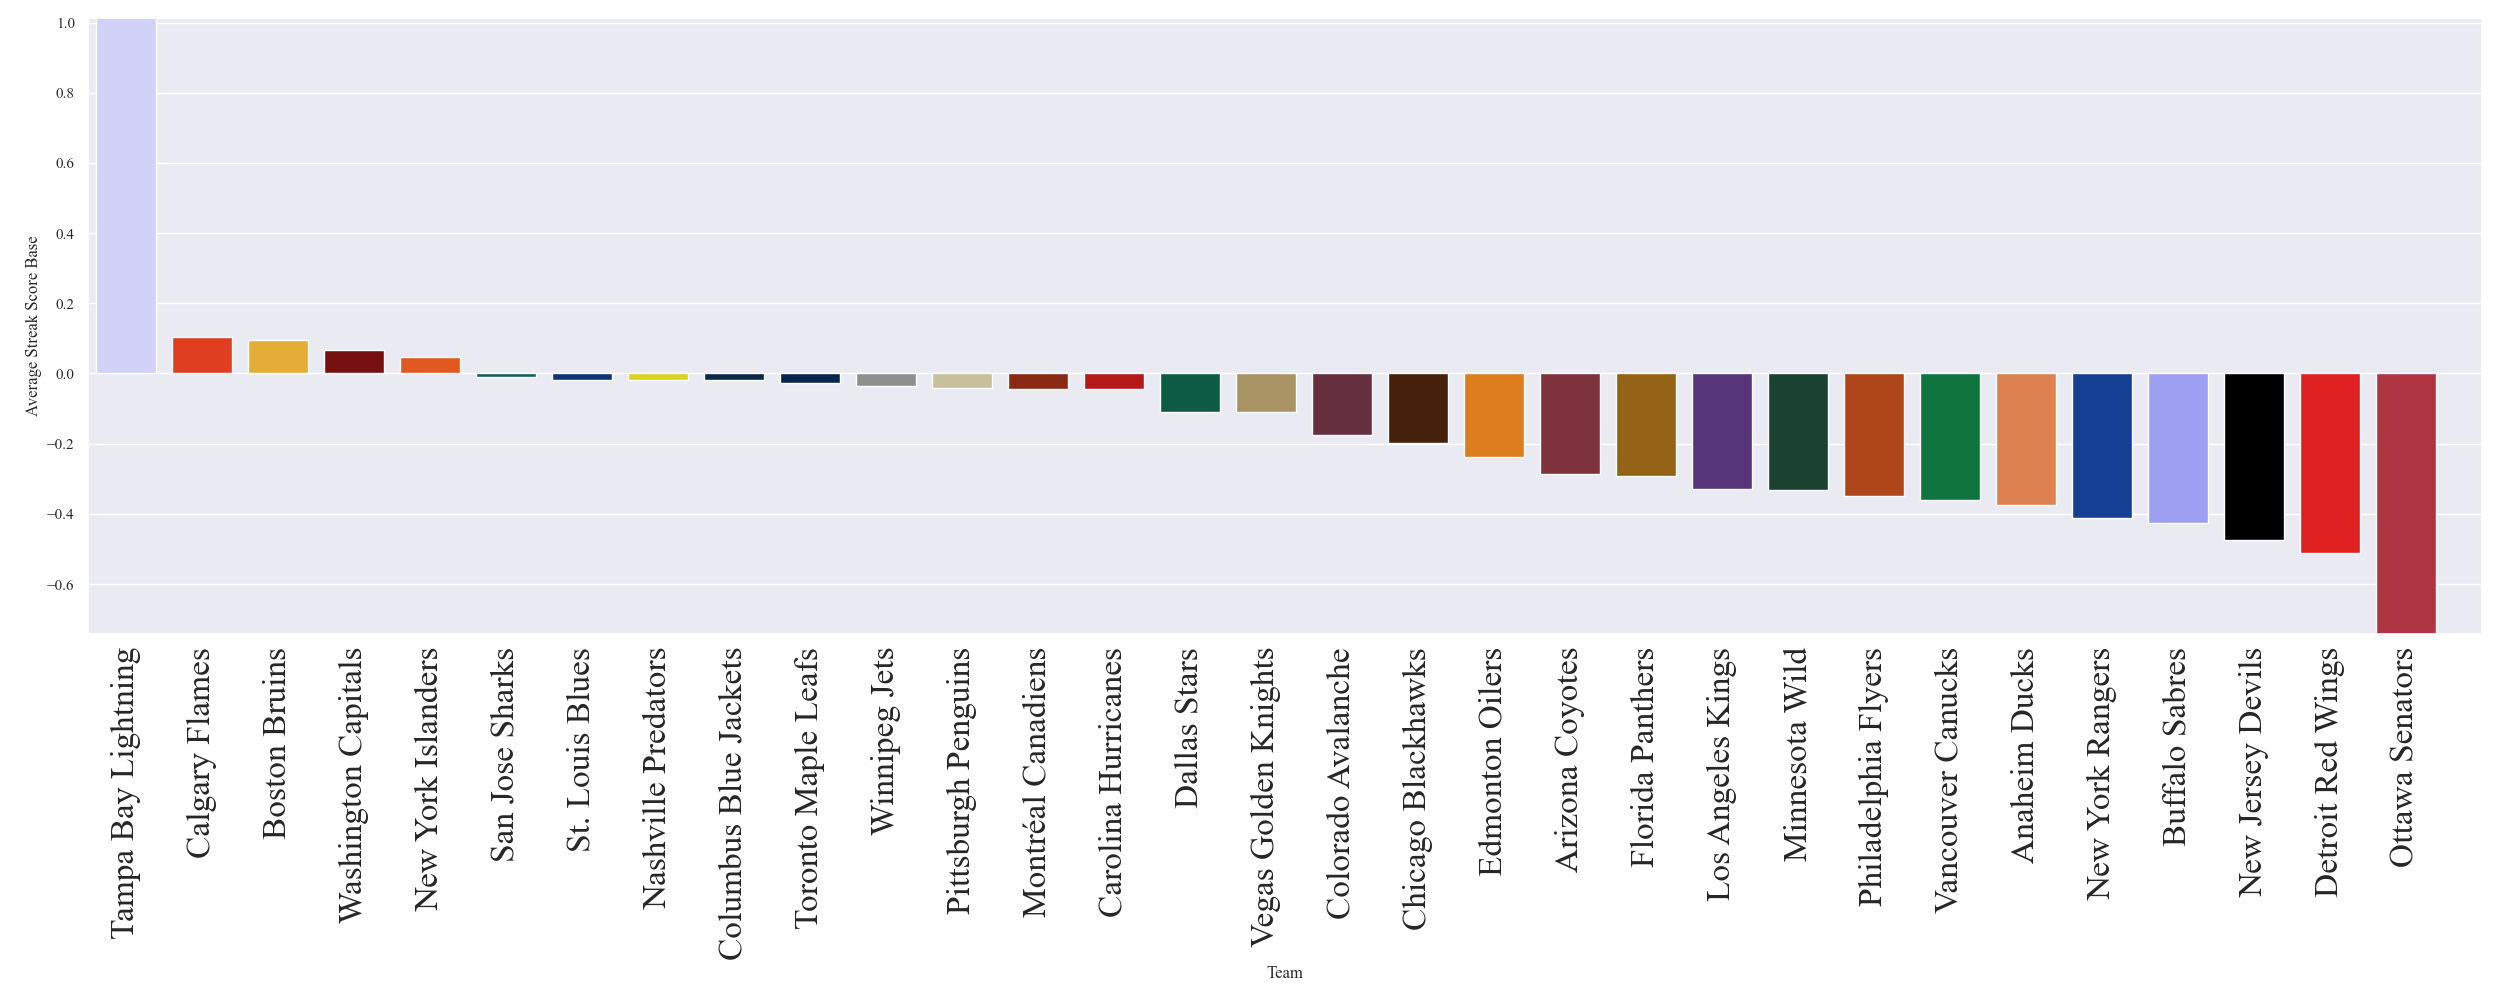 1.0
0.8
0.6
0.4
0.2
0.0
−0.2
−0.4
−0.6
Average Streak Score Base
Tampa Bay Lightning
Calgary Flames
Boston Bruins
Washington Capitals
New York Islanders
San Jose Sharks
St. Louis Blues
Nashville Predators
Columbus Blue Jackets
Toronto Maple Leafs
Winnipeg Jets
Pittsburgh Penguins
Montréal Canadiens
Carolina Hurricanes
Dallas Stars
Vegas Golden Knights
Colorado Avalanche
Chicago Blackhawks
Edmonton Oilers
Arizona Coyotes
Florida Panthers
Los Angeles Kings
Minnesota Wild
Philadelphia Flyers
Vancouver Canucks
Anaheim Ducks
New York Rangers
Buffalo Sabres
New Jersey Devils
Detroit Red Wings
Ottawa Senators
Team